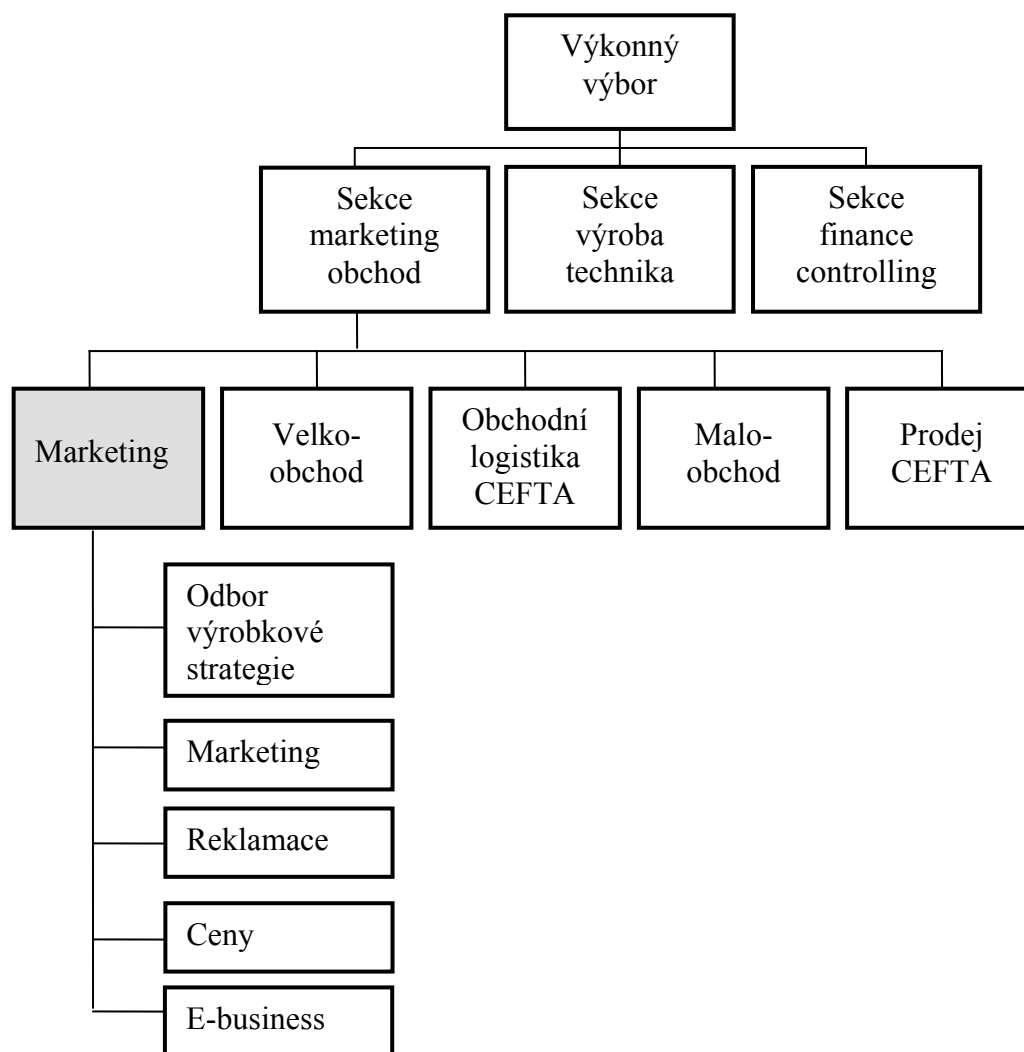 Výkonný
výbor
Sekce
marketing
obchod
Sekce
výroba
technika
Sekce
finance
controlling
Marketing
Velko-
obchod
Obchodní
logistika
CEFTA
Malo-
obchod
Prodej
CEFTA
Odbor
výrobkové
strategie
Marketing
Reklamace
Ceny
E-business